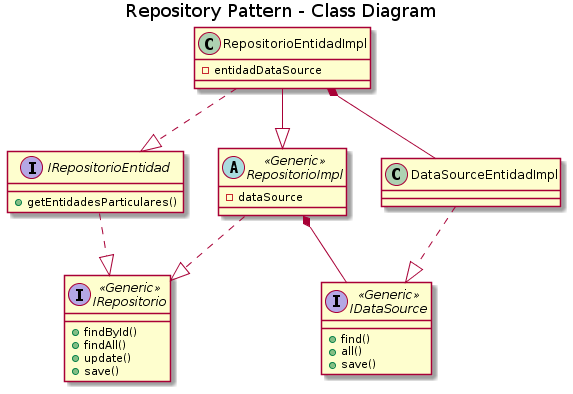 Repository Pattern - Class Diagram
C RepositorioEntidadImpl
entidadDataSource
I IRepositorioEntidad
getEntidadesParticulares()
A «Generic»
RepositorioImpl
dataSource
C DataSourceEntidadImpl
I «Generic»
IRepositorio
findById()
findAll()
update()
save()
I «Generic»
IDataSource
find()
all()
save()